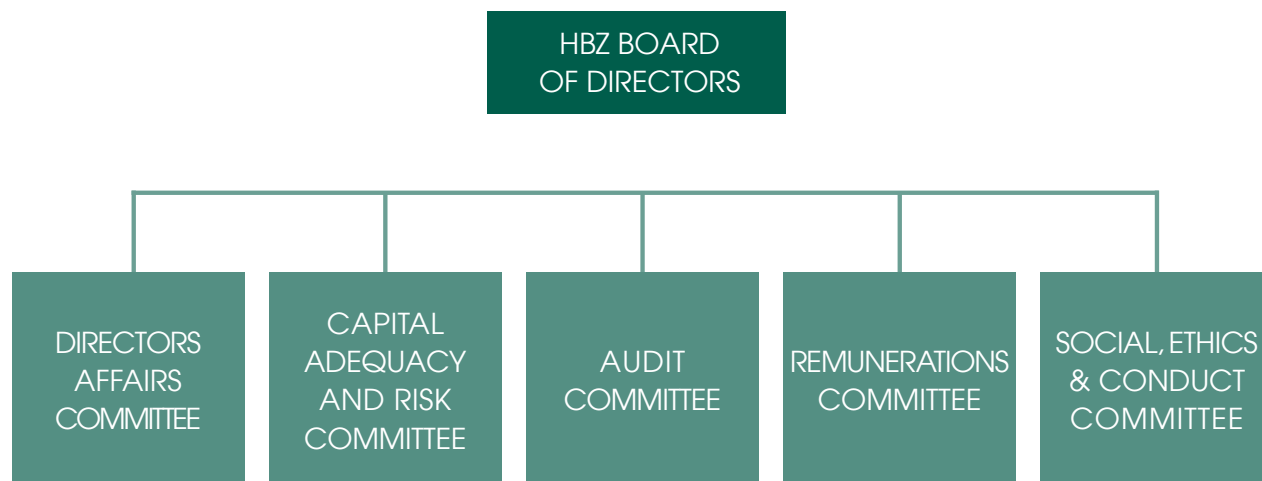 HBZ BOARD
OF DIRECTORS
DIRECTORS
AFFAIRS
COMMITTEE
CAPITAL
ADEQUACY
AND RISK
COMMITTEE
AUDIT
COMMITTEE
REMUNERATIONS
COMMITTEE
SOCIAL, ETHICS
& CONDUCT
COMMITTEE